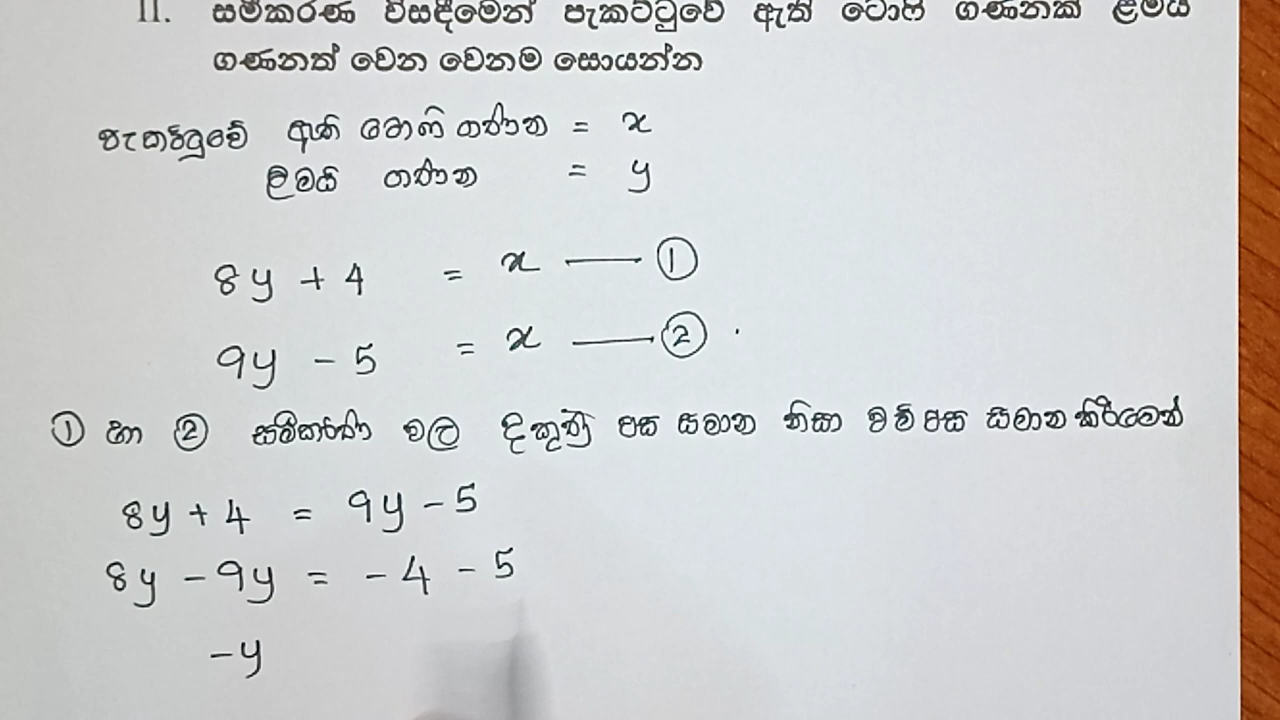 II. සමීකරණ විසඳීමෙන් පැකට්ටුවේ ඇති ටොෆි ගණනක් ළමයි
ගණනත් වෙන වෙනම සොයන්න
පැකට්ටුවේ ඇති ටොෆි ගණන = x
ළමයි ගණන = y
8y + 4 = x — ①
9y - 5 = x — ②
① හා ② සමීකරණ වල දකුණු පස සමාන නිසා වම් පස සමාන කිරීමෙන්
8y + 4 = 9y - 5
8y - 9y = - 4 - 5
-y